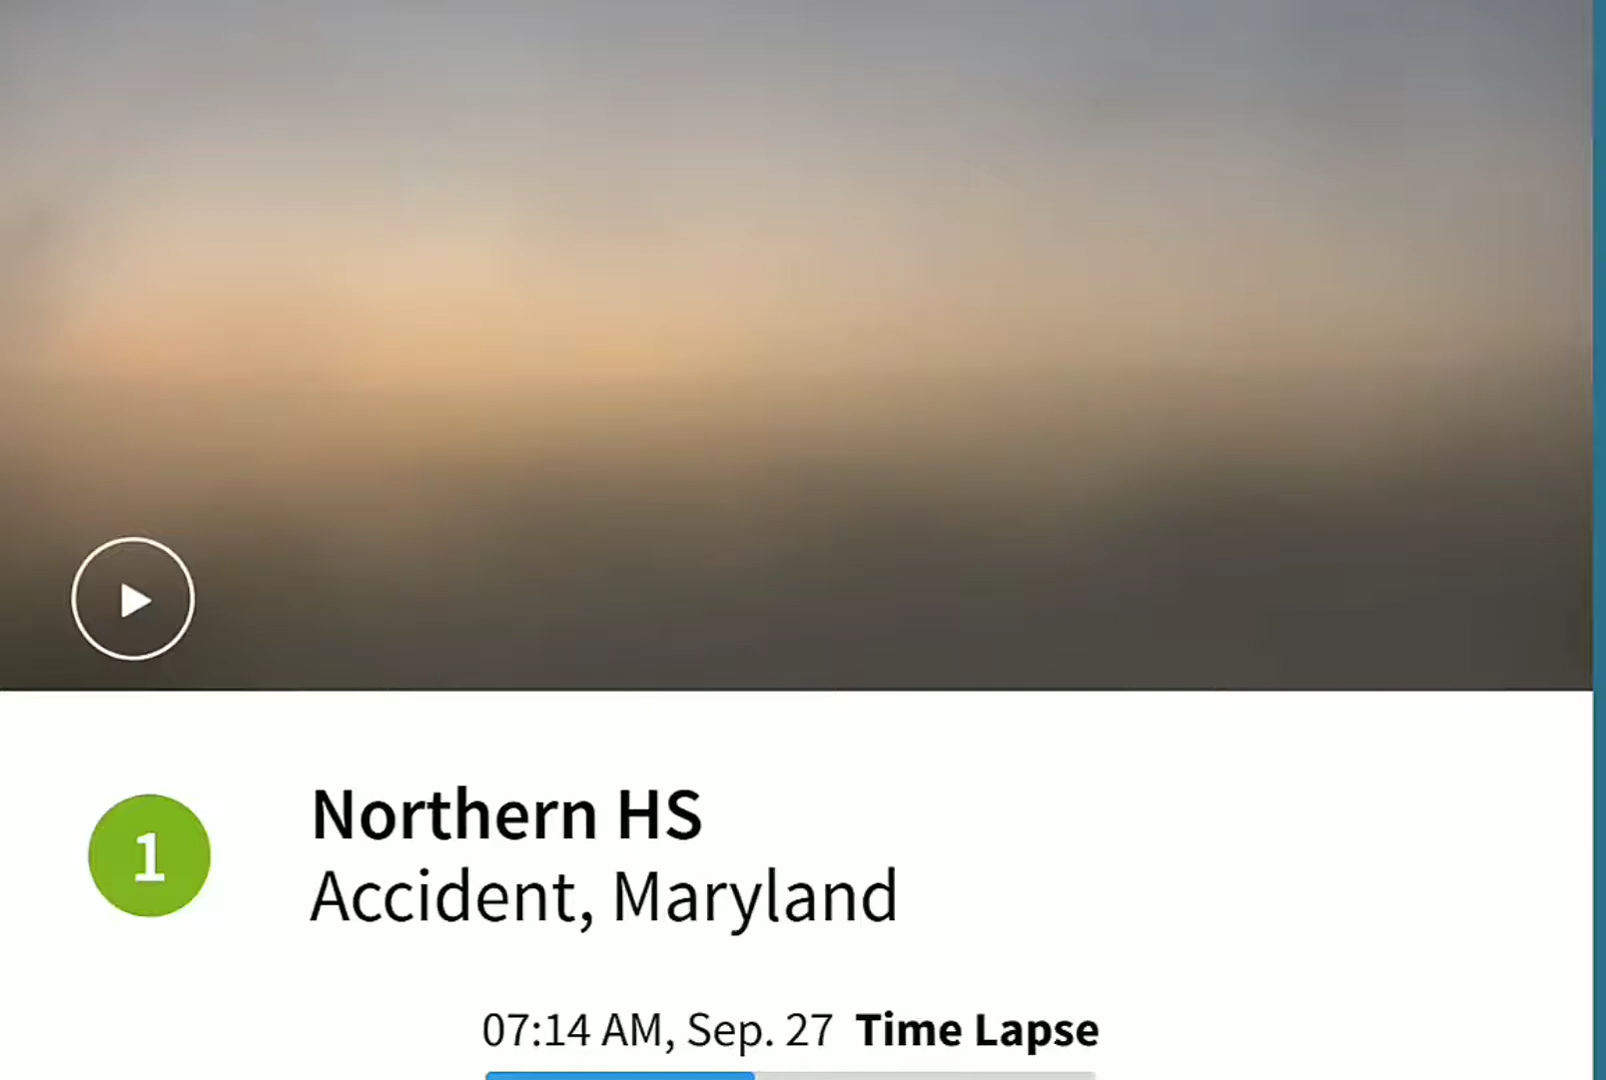 1
Northern HS
Accident, Maryland
07:14 AM, Sep. 27 Time Lapse